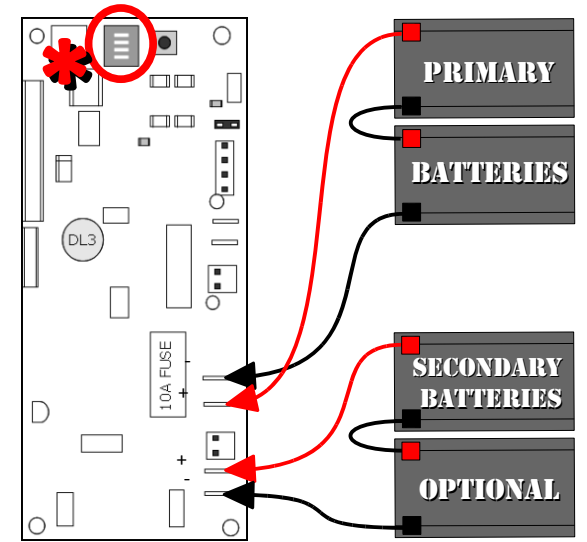 PRIMARY
BATTERIES
DL3
10A FUSE
-
+
SECONDARY
BATTERIES
+
-
OPTIONAL